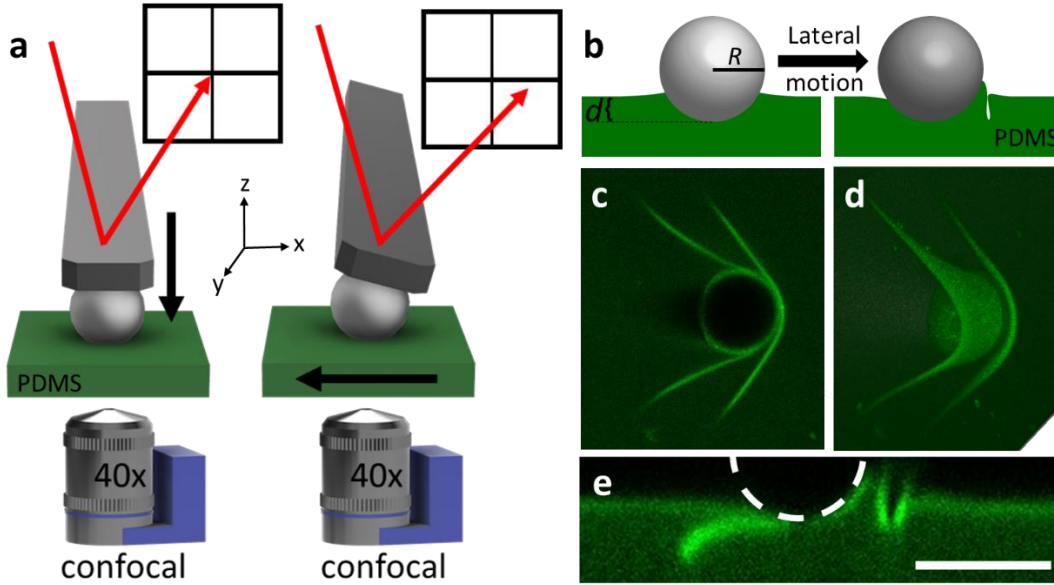 a
z
x
y
PDMS
40x
40x
confocal
confocal
b
R
Lateral
motion
d{
PDMS
c
d
e